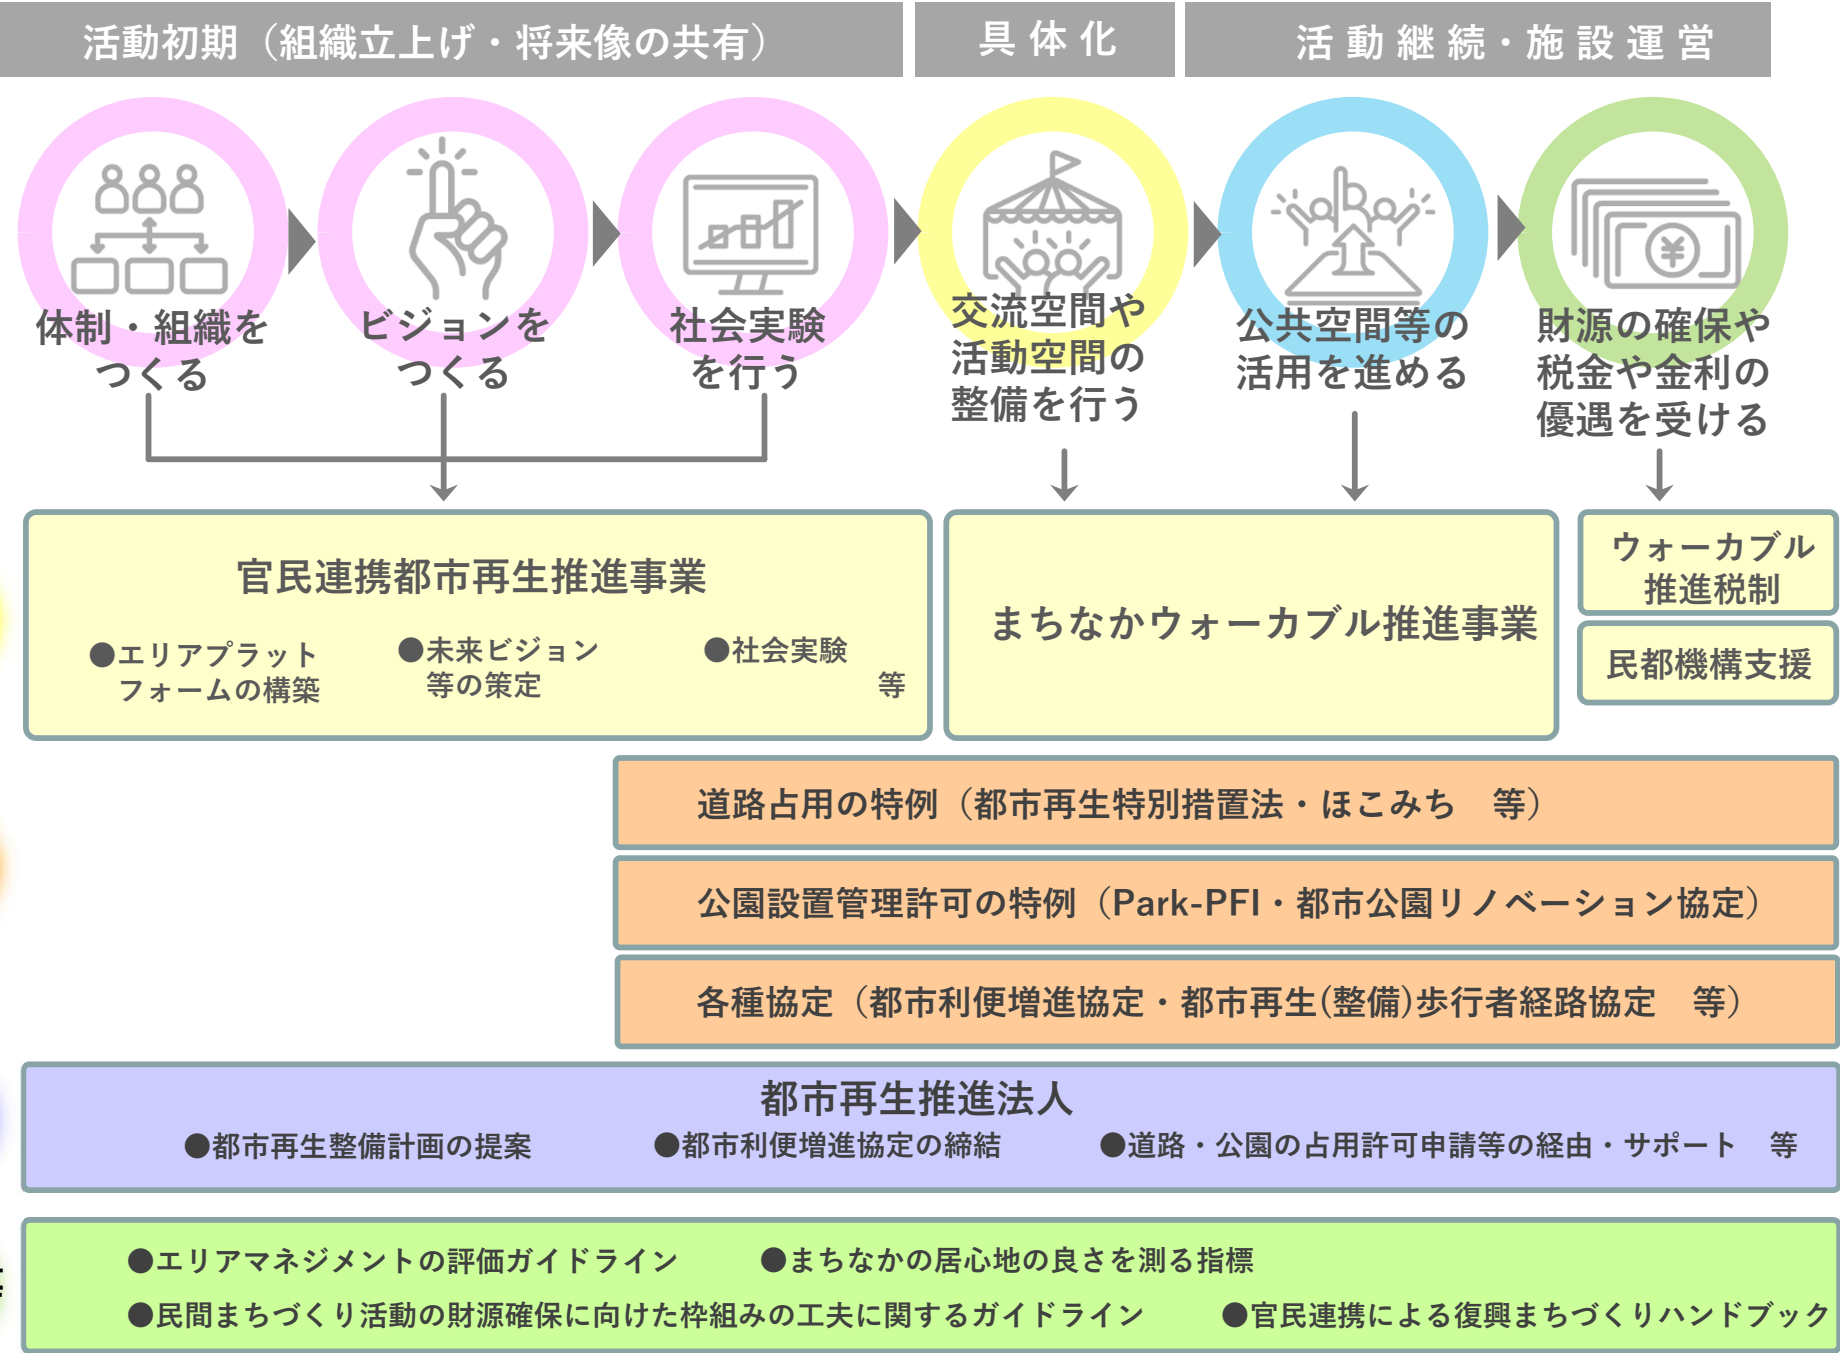 活動初期（組織立上げ・将来像の共有）
具体化
活動継続・施設運営
体制・組織を
つくる
ビジョンを
つくる
社会実験
を行う
交流空間や
活動空間の
整備を行う
公共空間等の
活用を進める
財源の確保や
税金や金利の
優遇を受ける
官民連携都市再生推進事業
●エリアプラット
フォームの構築
●未来ビジョン
等の策定
●社会実験
等
まちなかウォーカブル推進事業
ウォーカブル
推進税制
民都機構支援
道路占用の特例（都市再生特別措置法・ほこみち　等）
公園設置管理許可の特例（Park-PFI・都市公園リノベーション協定）
各種協定（都市利便増進協定・都市再生(整備)歩行者経路協定　等）
都市再生推進法人
●都市再生整備計画の提案　●都市利便増進協定の締結　●道路・公園の占用許可申請等の経由・サポート　等
●エリアマネジメントの評価ガイドライン　●まちなかの居心地の良さを測る指標
●民間まちづくり活動の財源確保に向けた枠組みの工夫に関するガイドライン　●官民連携による復興まちづくりハンドブック